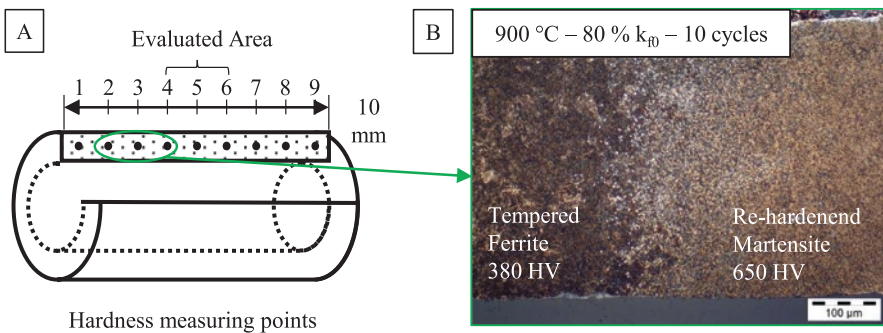 A
Evaluated Area
1 2 3 4 5 6 7 8 9
10
mm
Hardness measuring points
B
900 °C – 80 % kf0 – 10 cycles
Tempered
Ferrite
380 HV
Re-hardenend
Martensite
650 HV
100 µm